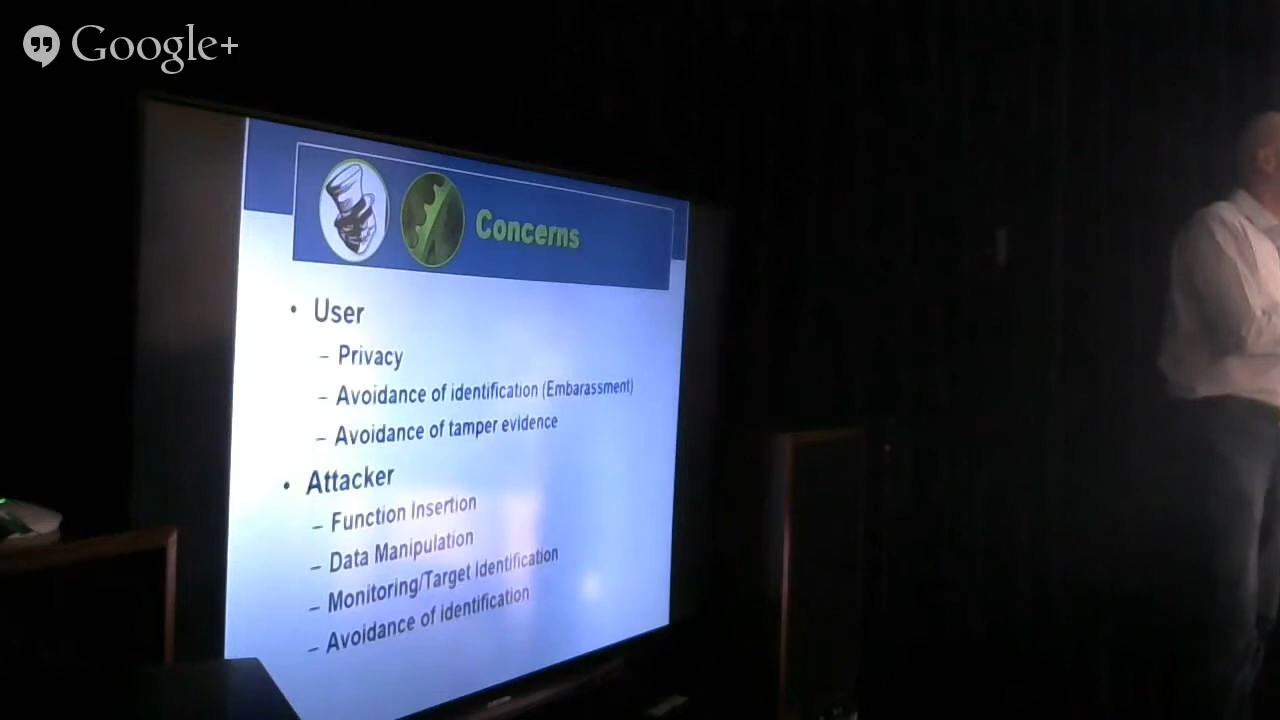 Google+
Concerns
• User
– Privacy
– Avoidance of identification (Embarassment)
– Avoidance of tamper evidence
• Attacker
– Function Insertion
– Data Manipulation
– Monitoring/Target Identification
– Avoidance of identification